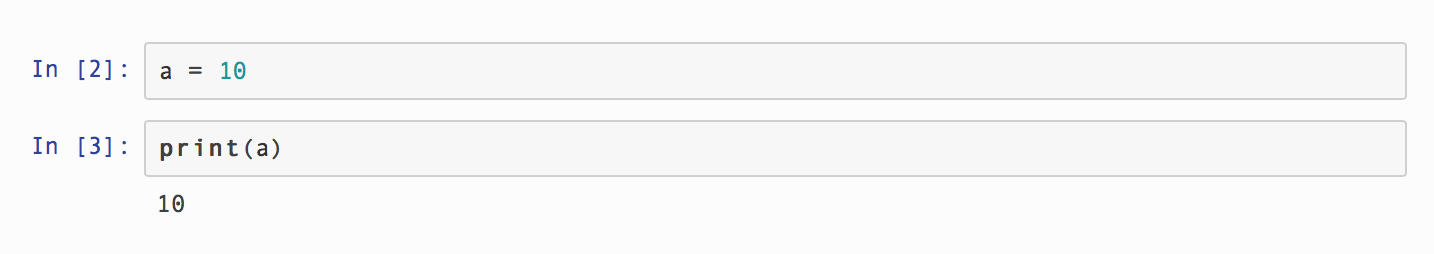 In [2]: a = 10
In [3]: print(a)
10